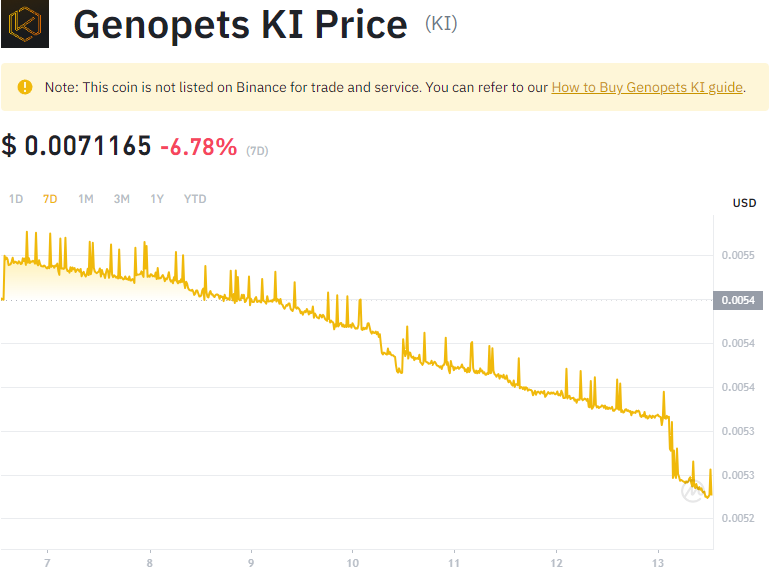 Genopets KI Price (KI)
Note: This coin is not listed on Binance for trade and service. You can refer to our How to Buy Genopets KI guide.
$ 0.0071165 -6.78% (7D)
1D 7D 1M 3M 1Y YTD
USD
0.0055
0.0054
0.0054
0.0054
0.0053
0.0053
0.0052
7 8 9 10 11 12 13